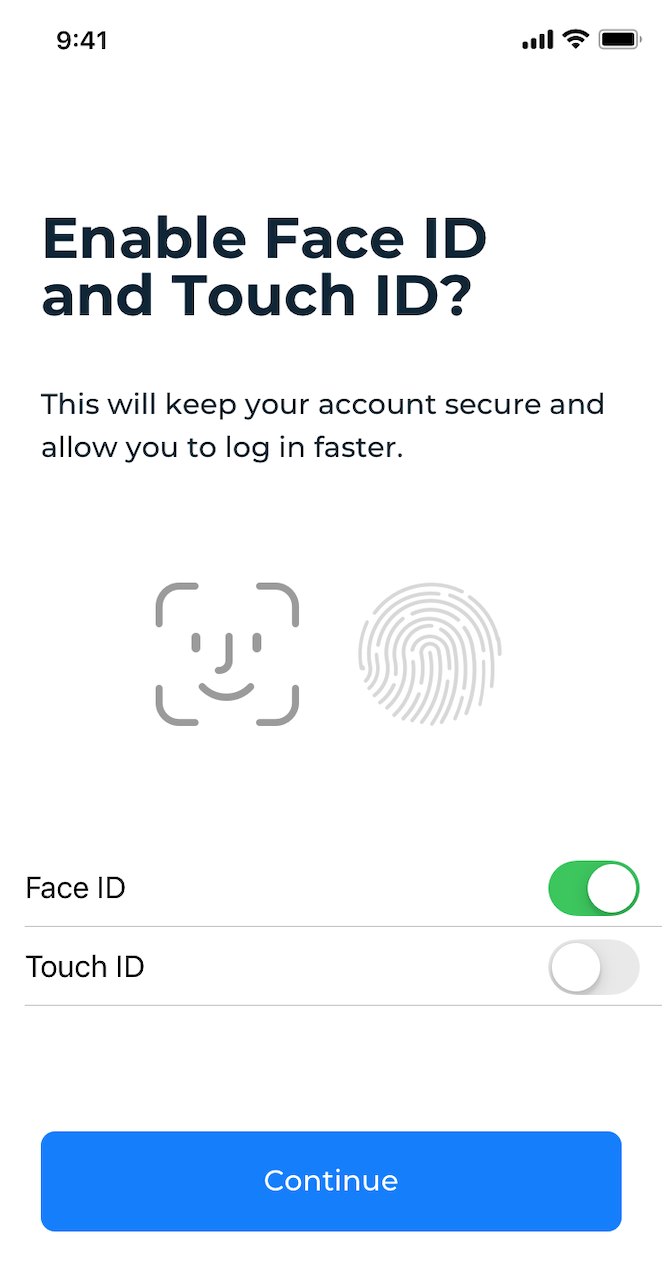 9:41
Enable Face ID
and Touch ID?
This will keep your account secure and
allow you to log in faster.
Face ID
Touch ID
Continue